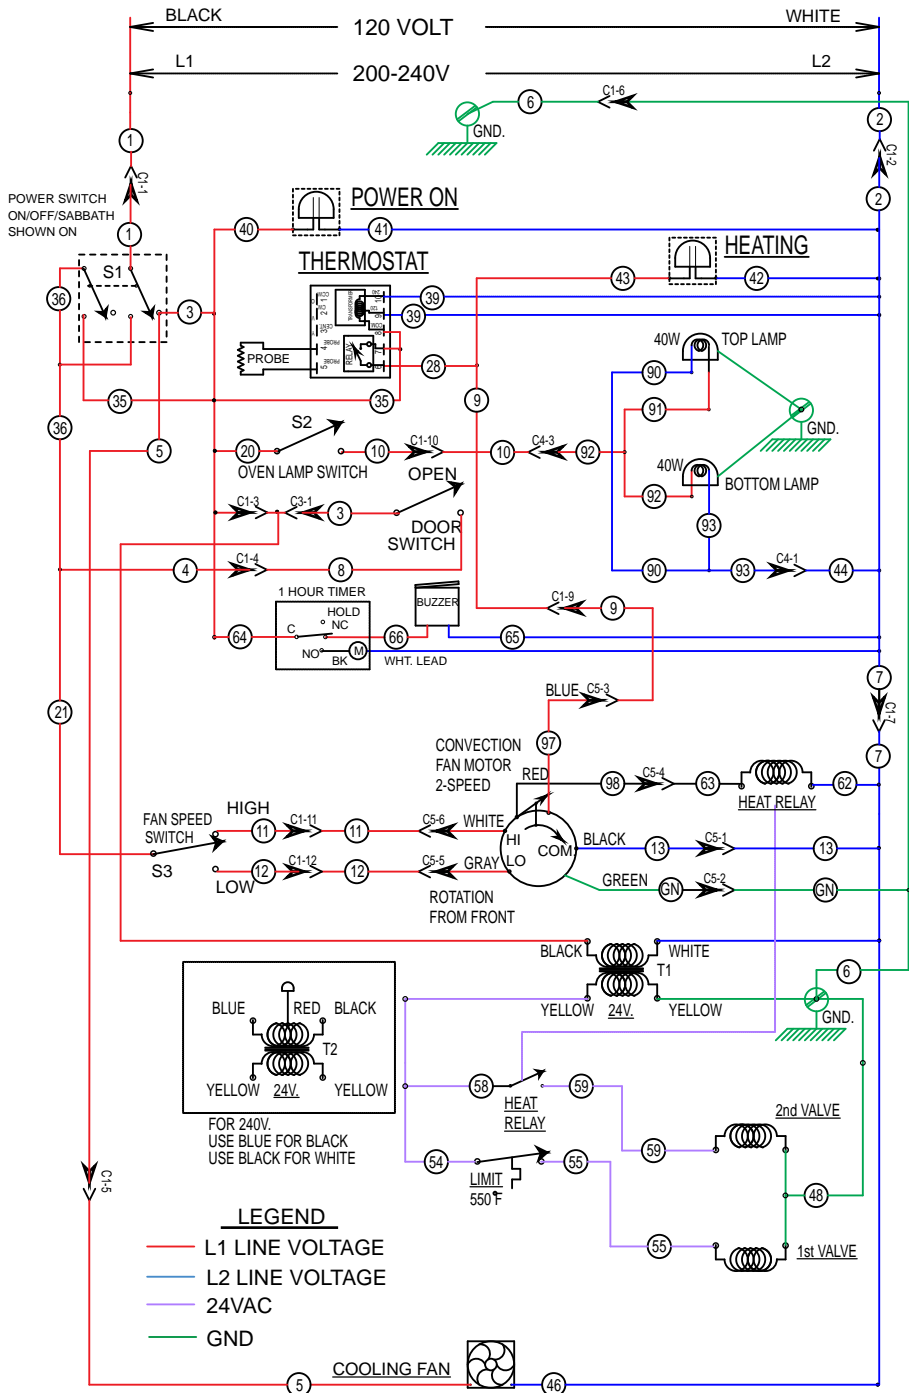 BLACK
WHITE
120 VOLT
L1
L2
200-240V
6
C1-6
GND.
1
2
C1-1
C1-2
POWER SWITCH
ON/OFF/SABBATH
SHOWN ON
1
2
POWER ON
40
41
HEATING
43
42
S1
THERMOSTAT
36
3
39
39
TRANSFORMER
RELAY
PROBE
PROBE
PROBE
28
40W
TOP LAMP
90
91
35
35
9
36
S2
GND.
5
20
10
C1-10
10
C4-3
92
OVEN LAMP SWITCH
OPEN
40W
BOTTOM LAMP
92
C1-3
C3-1
3
DOOR
SWITCH
93
4
C1-4
8
90
93
C4-1
44
1 HOUR TIMER
HOLD
NC
C
NO
BK
M
BUZZER
C1-9
9
64
66
65
WHT. LEAD
7
C1-7
7
21
BLUE
C5-3
97
CONVECTION
FAN MOTOR
2-SPEED
RED
98
C5-4
63
62
HEAT RELAY
FAN SPEED
SWITCH
HIGH
11
C1-11
11
C5-6
WHITE
HI
LO
COM
BLACK
13
C5-1
13
S3
LOW
12
C1-12
12
C5-5
GRAY
GREEN
GN
C5-2
GN
ROTATION
FROM FRONT
BLACK
WHITE
T1
6
YELLOW
24V.
YELLOW
GND.
BLUE
RED
BLACK
T2
YELLOW
24V.
YELLOW
58
59
HEAT
RELAY
2nd VALVE
FOR 240V.
USE BLUE FOR BLACK
USE BLACK FOR WHITE
54
55
59
LIMIT
550°F
48
C1-5
55
1st VALVE
LEGEND
L1 LINE VOLTAGE
L2 LINE VOLTAGE
24VAC
GND
COOLING FAN
5
46